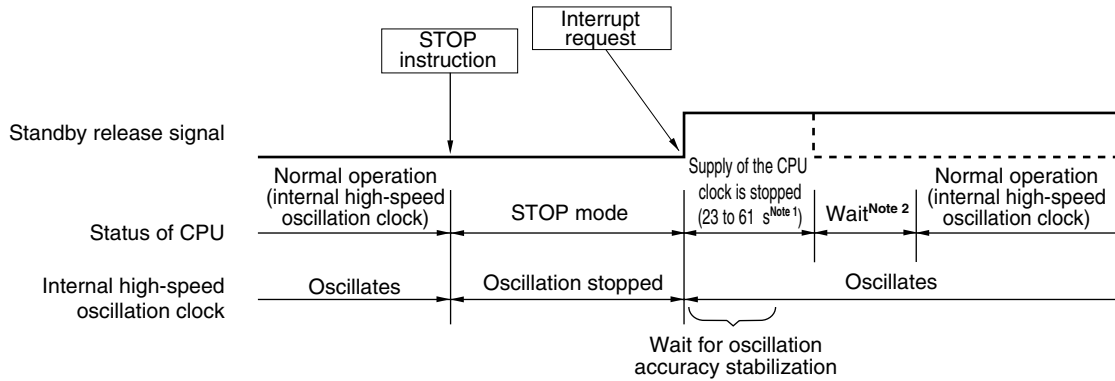 STOP
instruction
Interrupt
request
Standby release signal
Normal operation
(internal high-speed
oscillation clock)
STOP mode
Supply of the CPU
clock is stopped
(23 to 61 s Note 1)
Wait Note 2
Normal operation
(internal high-speed
oscillation clock)
Status of CPU
Internal high-speed
oscillation clock
Oscillates
Oscillation stopped
Oscillates
Wait for oscillation
accuracy stabilization